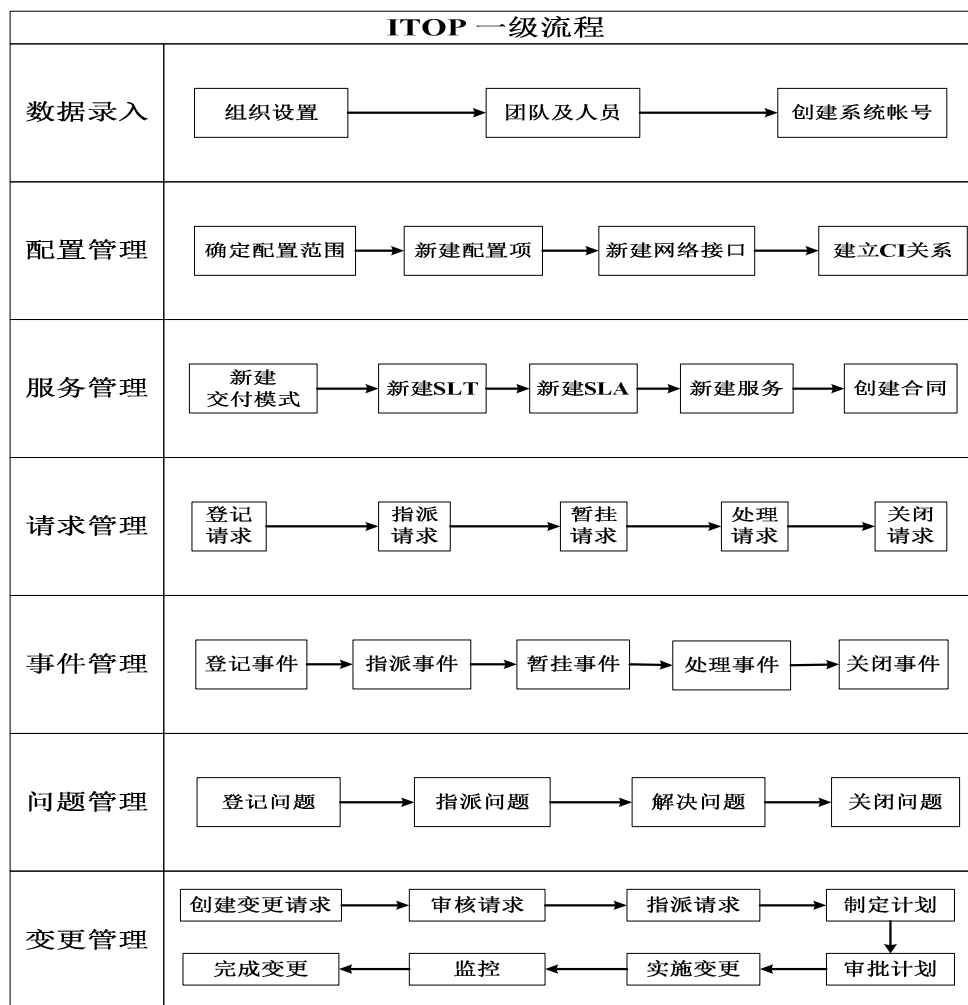 ITOP 一级流程
数据录入
组织设置
团队及人员
创建系统帐号
配置管理
确定配置范围
新建配置项
新建网络接口
建立CI关系
服务管理
新建
交付模式
新建SLT
新建SLA
新建服务
创建合同
请求管理
登记
请求
指派
请求
暂挂
请求
处理
请求
关闭
请求
事件管理
登记事件
指派事件
暂挂事件
处理事件
关闭事件
问题管理
登记问题
指派问题
解决问题
关闭问题
变更管理
创建变更请求
审核请求
指派请求
制定计划
审批计划
实施变更
监控
完成变更